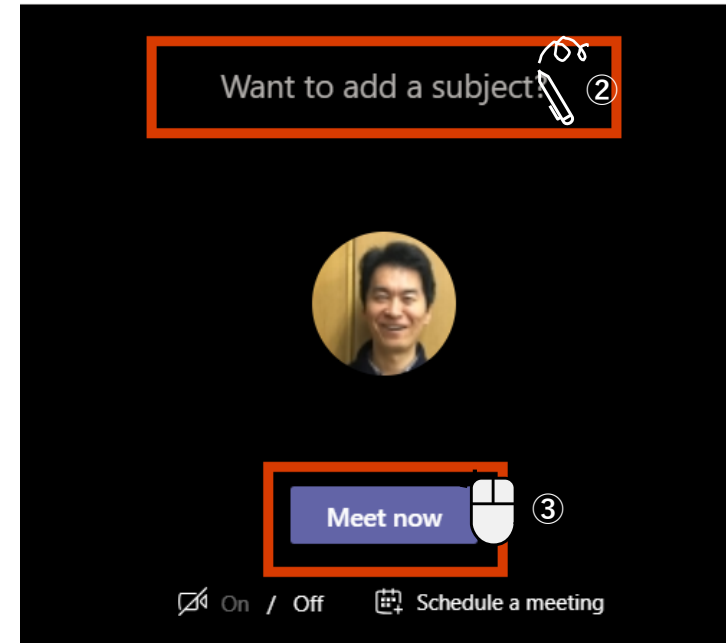 Want to add a subject?
②
Meet now
③
On / Off
Schedule a meeting